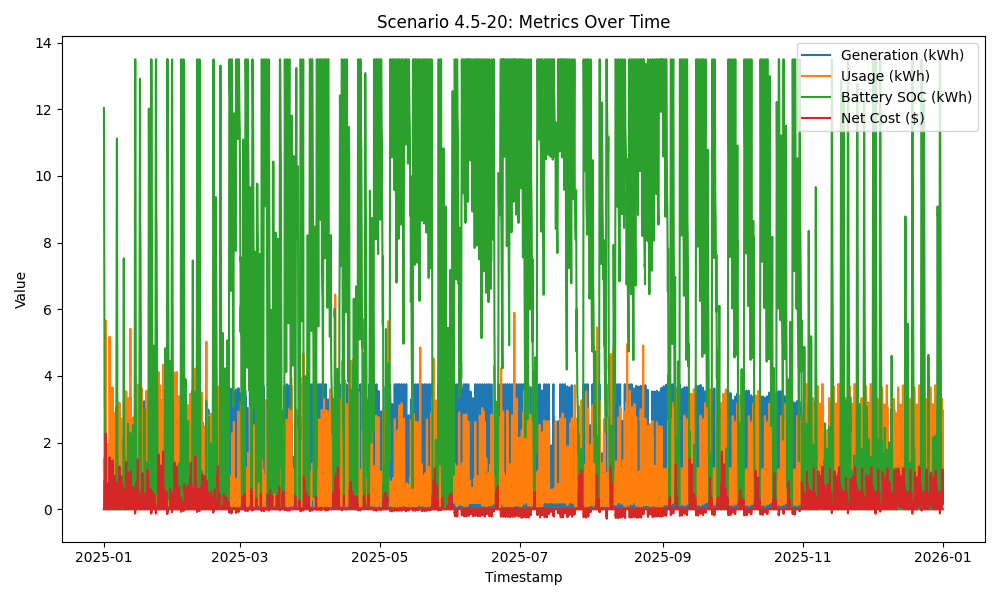 Scenario 4.5-20: Metrics Over Time
14
12
10
8
6
4
2
0
Value
Generation (kWh)
Usage (kWh)
Battery SOC (kWh)
Net Cost ($)
2025-01
2025-03
2025-05
2025-07
2025-09
2025-11
2026-01
Timestamp